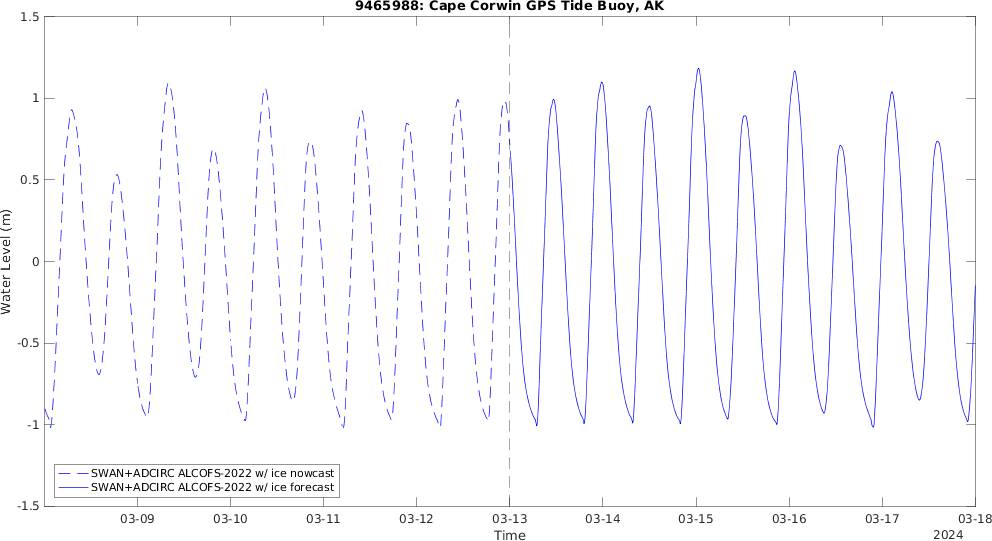 9465988: Cape Corwin GPS Tide Buoy, AK
1.5
1
0.5
0
-0.5
-1
-1.5
Water Level (m)
SWAN+ADCIRC ALCOFS-2022 w/ ice nowcast
SWAN+ADCIRC ALCOFS-2022 w/ ice forecast
03-09 03-10 03-11 03-12 03-13 03-14 03-15 03-16 03-17 03-18
Time
2024